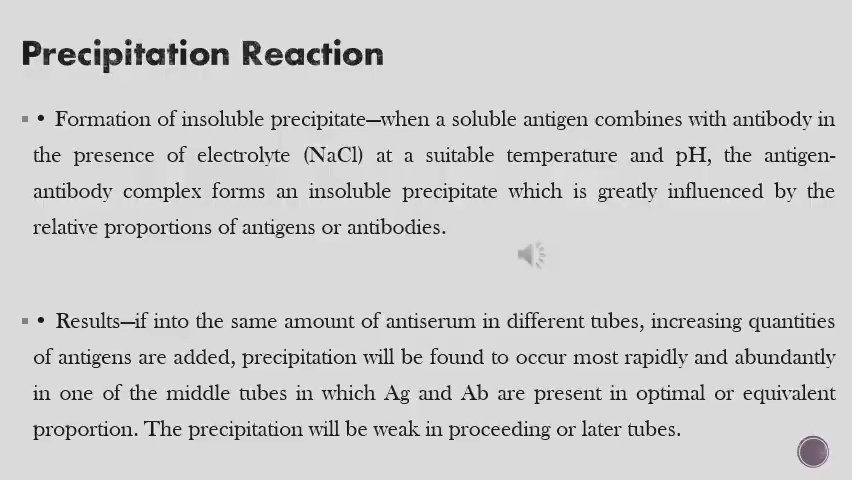 Precipitation Reaction
▪ • Formation of insoluble precipitate—when a soluble antigen combines with antibody in
the presence of electrolyte (NaCl) at a suitable temperature and pH, the antigen-
antibody complex forms an insoluble precipitate which is greatly influenced by the
relative proportions of antigens or antibodies.
▪ • Results—if into the same amount of antiserum in different tubes, increasing quantities
of antigens are added, precipitation will be found to occur most rapidly and abundantly
in one of the middle tubes in which Ag and Ab are present in optimal or equivalent
proportion. The precipitation will be weak in proceeding or later tubes.